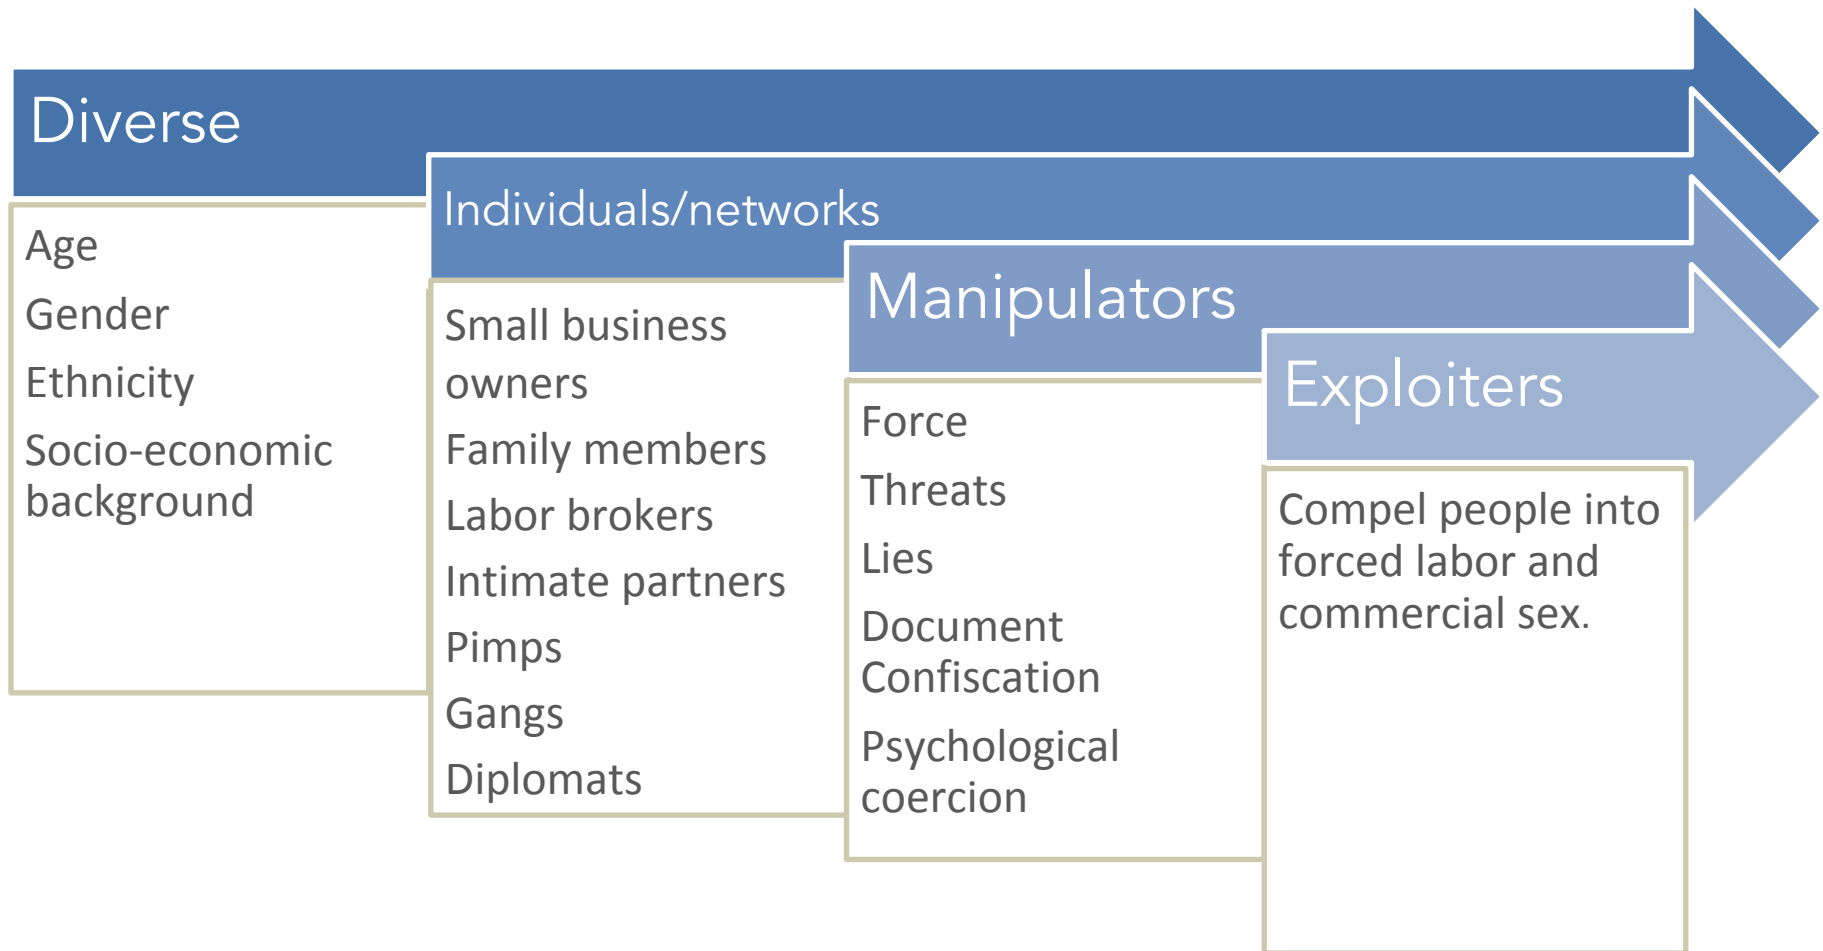 Diverse
Age
Gender
Ethnicity
Socio-economic
background
Individuals/networks
Small business
owners
Family members
Labor brokers
Intimate partners
Pimps
Gangs
Diplomats
Manipulators
Force
Threats
Lies
Document
Confiscation
Psychological
coercion
Exploiters
Compel people into
forced labor and
commercial sex.